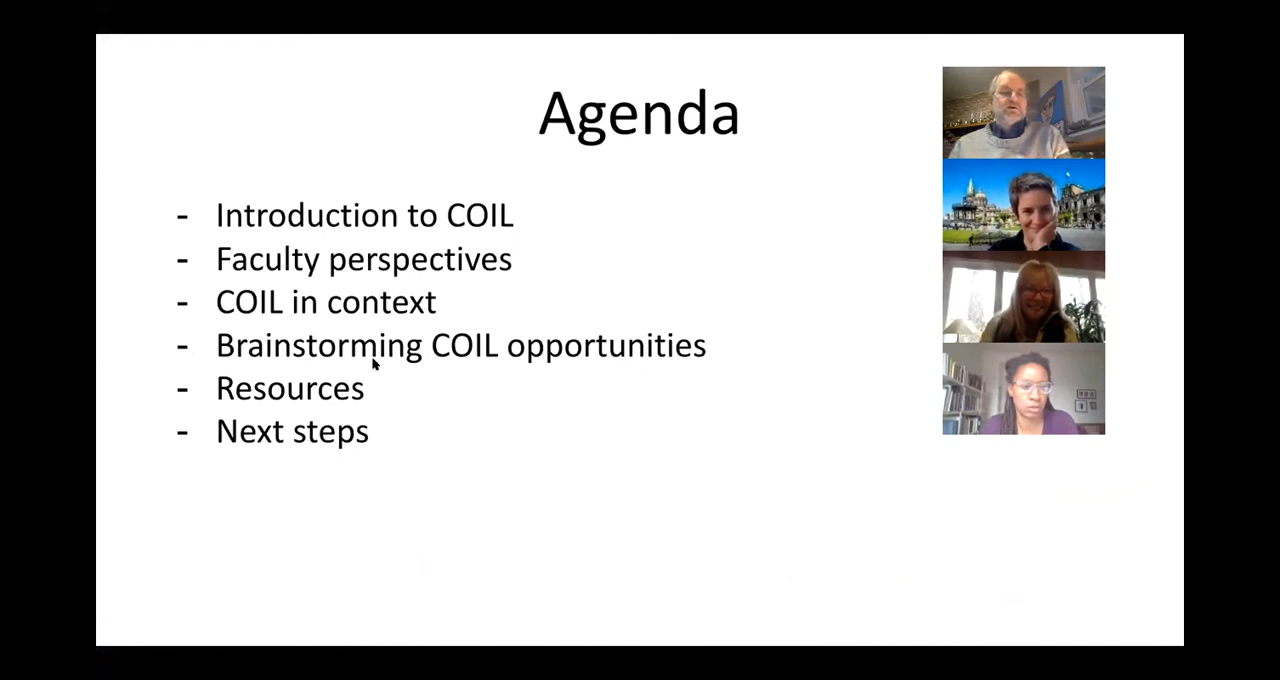 Agenda
- Introduction to COIL
- Faculty perspectives
- COIL in context
- Brainstorming COIL opportunities
- Resources
- Next steps